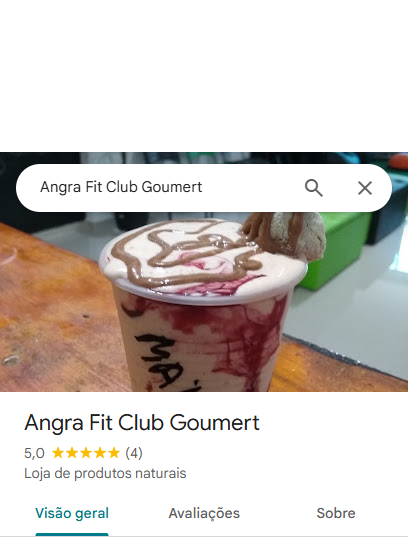 Angra Fit Club Goumert
MA
Angra Fit Club Goumert
5,0 ★★★★★ (4)
Loja de produtos naturais
Visão geral Avaliações Sobre